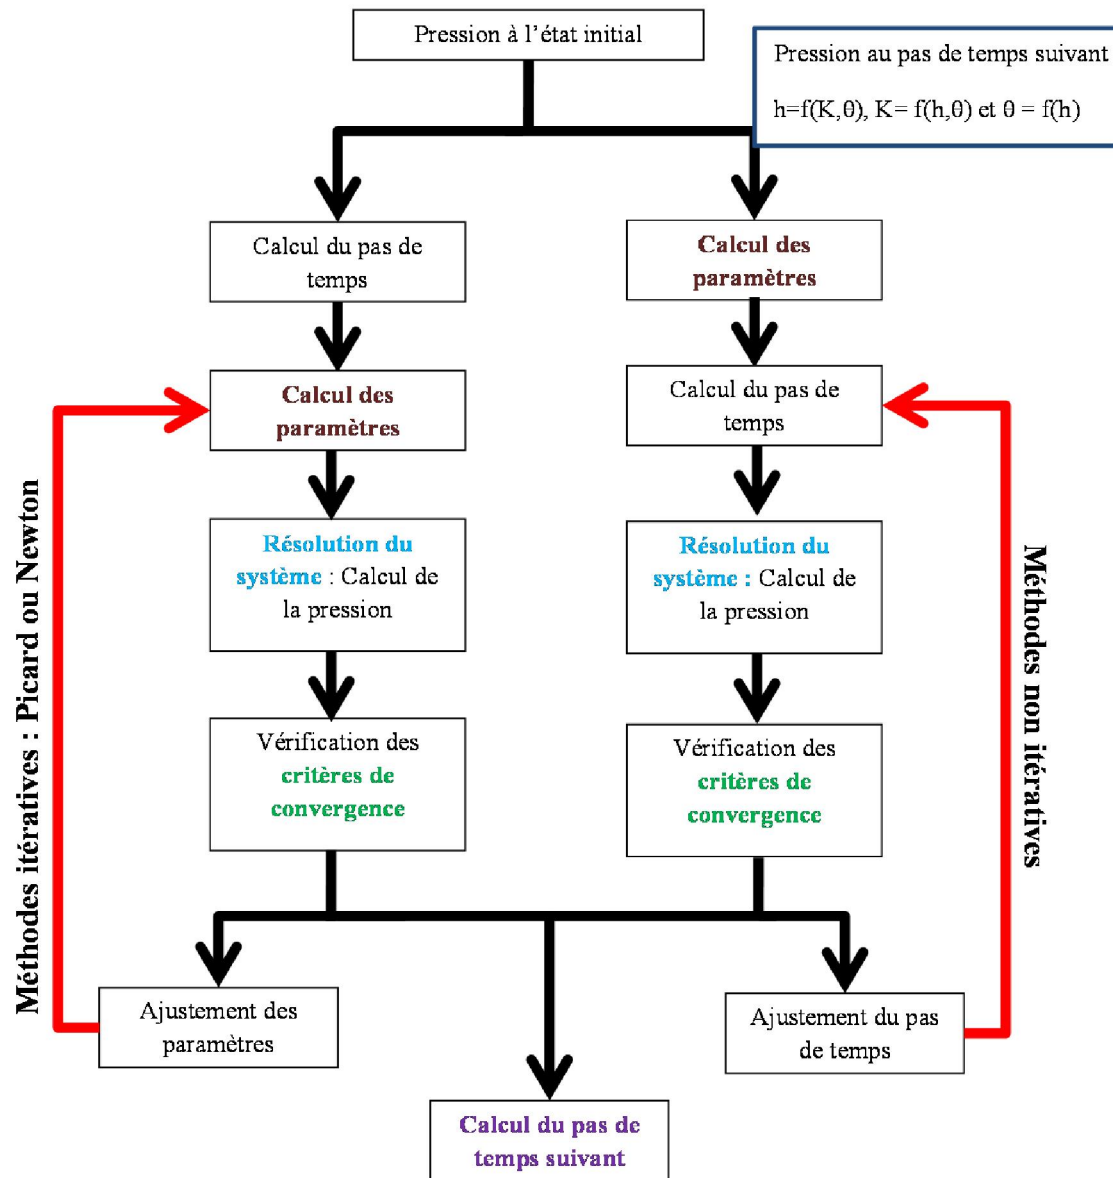 Pression à l'état initial
Pression au pas de temps suivant
h=f(K,θ), K= f(h,θ) et θ = f(h)
Calcul du pas de
temps
Calcul des
paramètres
Calcul des
paramètres
Calcul du pas de
temps
Résolution du
système : Calcul de
la pression
Résolution du
système : Calcul de
la pression
Vérification des
critères de
convergence
Vérification des
critères de
convergence
Méthodes itératives : Picard ou Newton
Méthodes non itératives
Ajustement des
paramètres
Ajustement du pas
de temps
Calcul du pas de
temps suivant